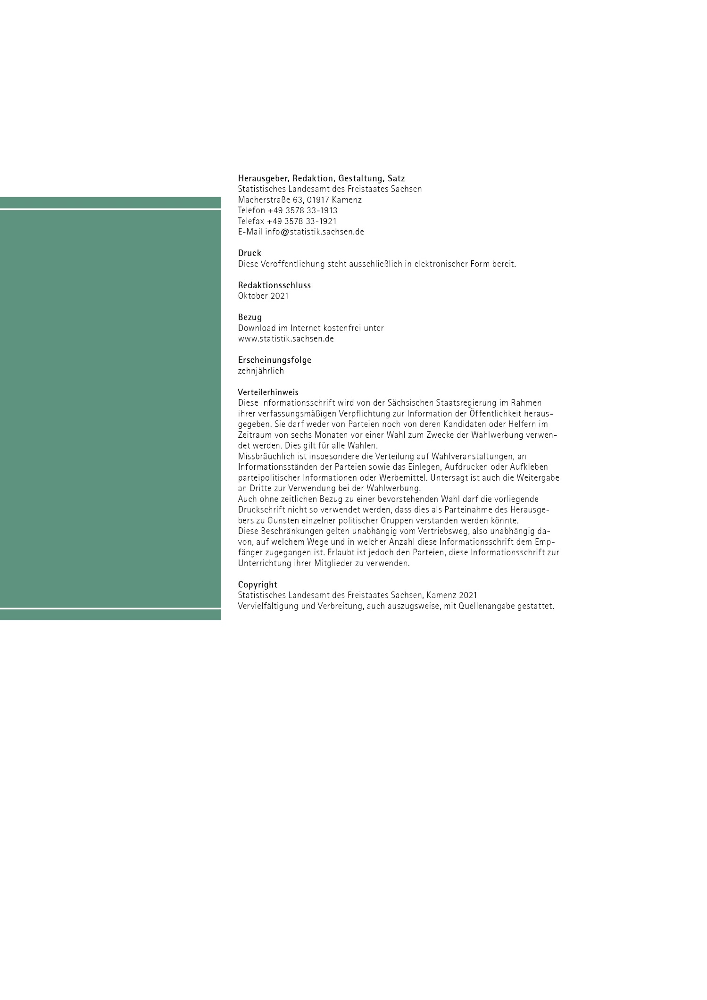 Herausgeber, Redaktion, Gestaltung, Satz
Statistisches Landesamt des Freistaates Sachsen
Macherstraße 63, 01917 Kamenz
Telefon +49 3578 33-1913
Telefax +49 3578 33-1921
E-Mail info@statistik.sachsen.de
Druck
Diese Veröffentlichung steht ausschließlich in elektronischer Form bereit.
Redaktionsschluss
Oktober 2021
Bezug
Download im Internet kostenfrei unter
www.statistik.sachsen.de
Erscheinungsfolge
zehnjährlich
Verteilerhinweis
Diese Informationsschrift wird von der Sächsischen Staatsregierung im Rahmen
ihrer verfassungsmäßigen Verpflichtung zur Information der Öffentlichkeit heraus-
gegeben. Sie darf weder von Parteien noch von deren Kandidaten oder Helfern im
Zeitraum von sechs Monaten vor einer Wahl zum Zwecke der Wahlwerbung verwen-
det werden. Dies gilt für alle Wahlen.
Missbräuchlich ist insbesondere die Verteilung auf Wahlveranstaltungen, an
Informationsständen der Parteien sowie das Einlegen, Aufdrucken oder Aufkleben
parteipolitischer Informationen oder Werbemittel. Untersagt ist auch die Weitergabe
an Dritte zur Verwendung bei der Wahlwerbung.
Auch ohne zeitlichen Bezug zu einer bevorstehenden Wahl darf die vorliegende
Druckschrift nicht so verwendet werden, dass dies als Parteinahme des Herausge-
bers zu Gunsten einzelner politischer Gruppen verstanden werden könnte.
Diese Beschränkungen gelten unabhängig vom Vertriebsweg, also unabhängig da-
von, auf welchem Wege und in welcher Anzahl diese Informationsschrift dem Emp-
fänger zugegangen ist. Erlaubt ist jedoch den Parteien, diese Informationsschrift zur
Unterrichtung ihrer Mitglieder zu verwenden.
Copyright
Statistisches Landesamt des Freistaates Sachsen, Kamenz 2021
Vervielfältigung und Verbreitung, auch auszugsweise, mit Quellenangabe gestattet.